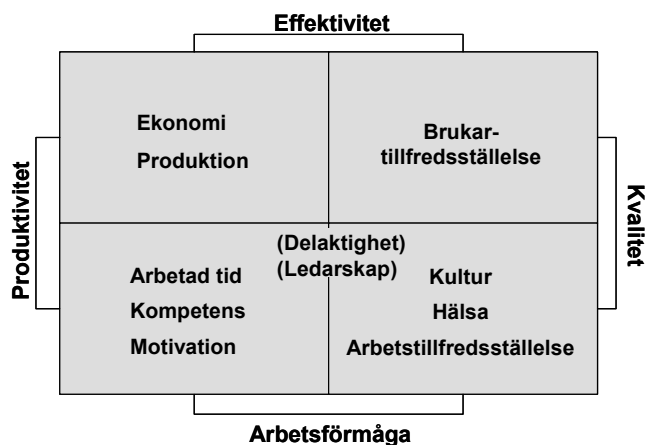 Effektivitet
Ekonomi
Produktion
Brukar-
tillfredsställelse
Produktivitet
Kvalitet
(Delaktighet)
(Ledarskap)
Arbetad tid
Kompetens
Motivation
Kultur
Hälsa
Arbetstillfredsställelse
Arbetsförmåga